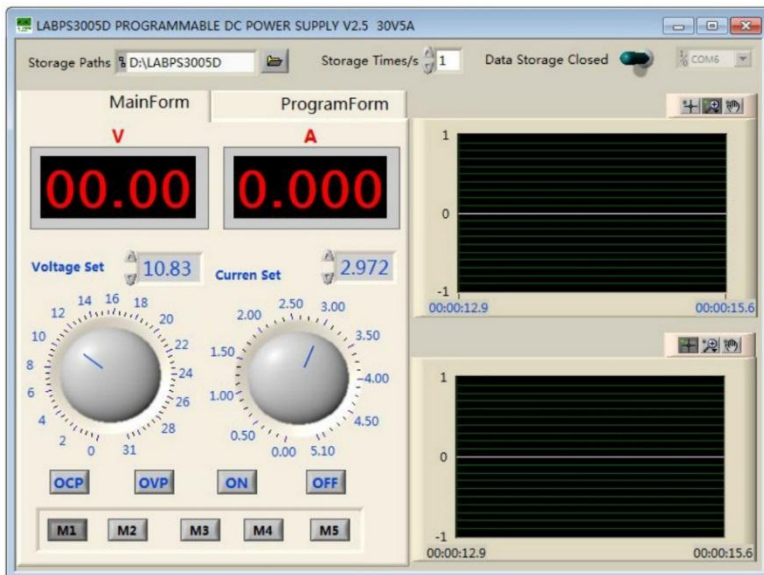 LABPS3005D PROGRAMMABLE DC POWER SUPPLY V2.5 30V5A
Storage Paths D:\LABPS3005D Storage Times/s 1 Data Storage Closed COM6
MainForm ProgramForm
V A
00.00 0.000
Voltage Set 10.83 Curren Set 2.972
0 2 4 6 8 10 12 14 16 18 20 22 24 26 28 31
0.00 0.50 1.00 1.50 2.00 2.50 3.00 3.50 4.00 4.50 5.10
OCP OVP ON OFF
M1 M2 M3 M4 M5
1
0
-1
00:00:12.9 00:00:15.6
1
0
-1
00:00:12.9 00:00:15.6